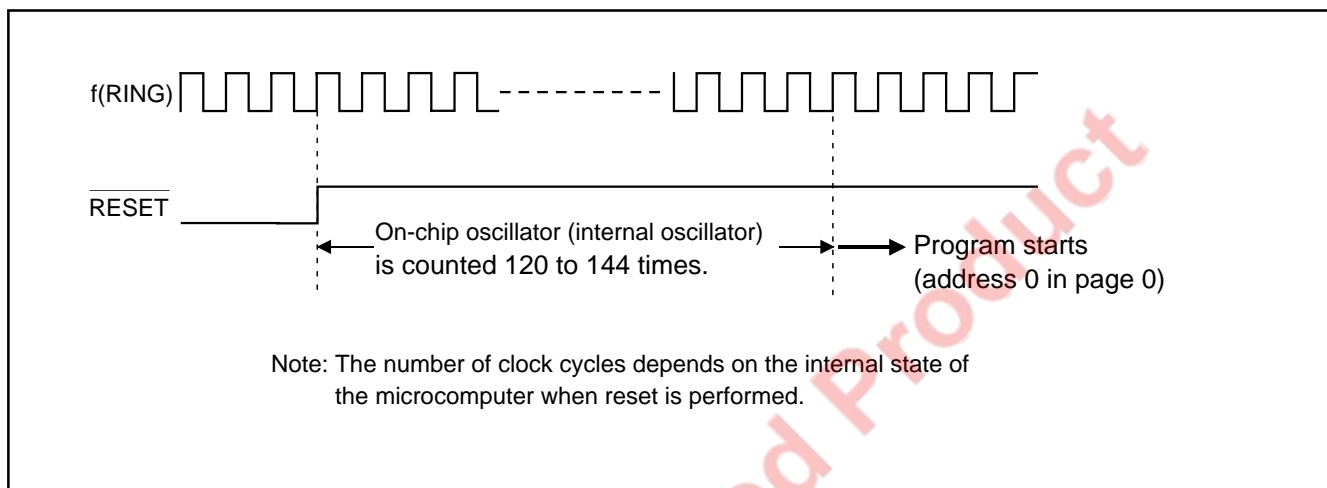 f(RING)
RESET
On-chip oscillator (internal oscillator)
is counted 120 to 144 times.
Program starts
(address 0 in page 0)
Note: The number of clock cycles depends on the internal state of
the microcomputer when reset is performed.
ed Product